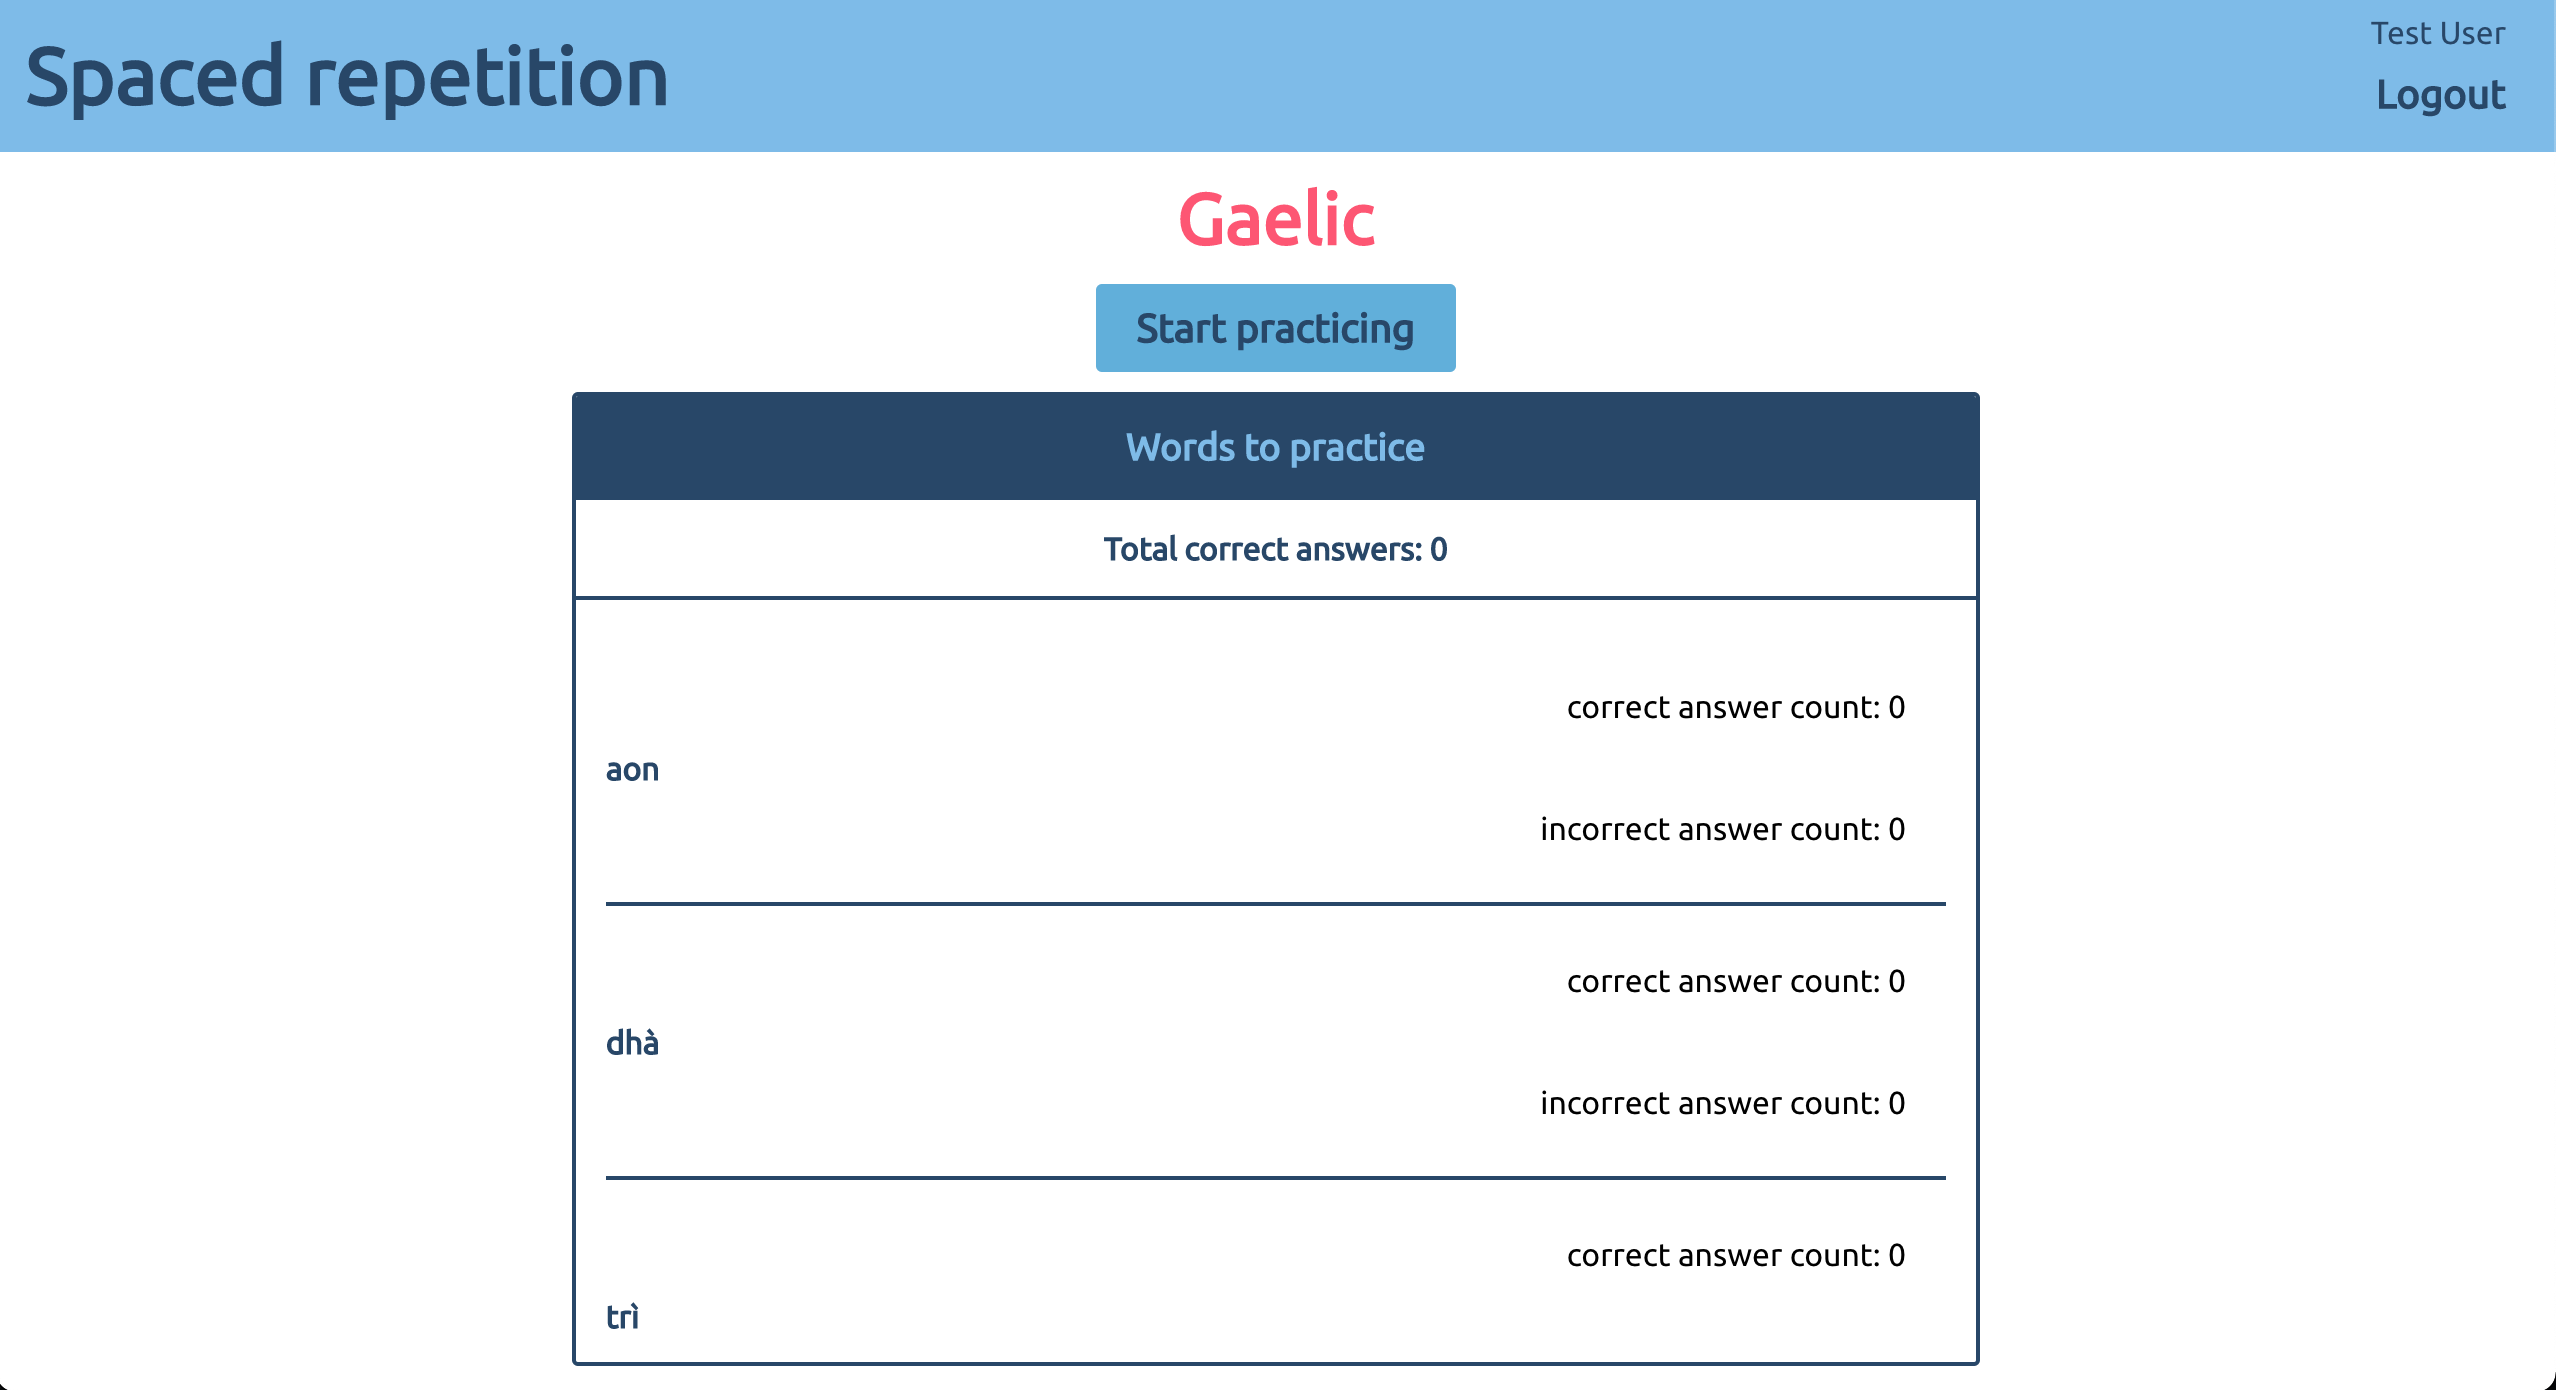 Spaced repetition
Test User
Logout
Gaelic
Start practicing
Words to practice
Total correct answers: 0
correct answer count: 0
aon
incorrect answer count: 0
correct answer count: 0
dhà
incorrect answer count: 0
correct answer count: 0
trì